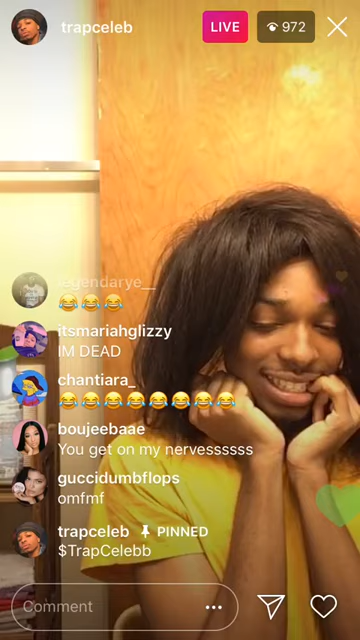 trapceleb
LIVE
972
legendarye__
😂😂😂
itsmariahglizzy
IM DEAD
chantiara_
😂😂😂😂😂😂😂😂
boujeebaae
You get on my nervessssss
guccidumbflops
omfmf
trapceleb PINNED
$TrapCelebb
Comment